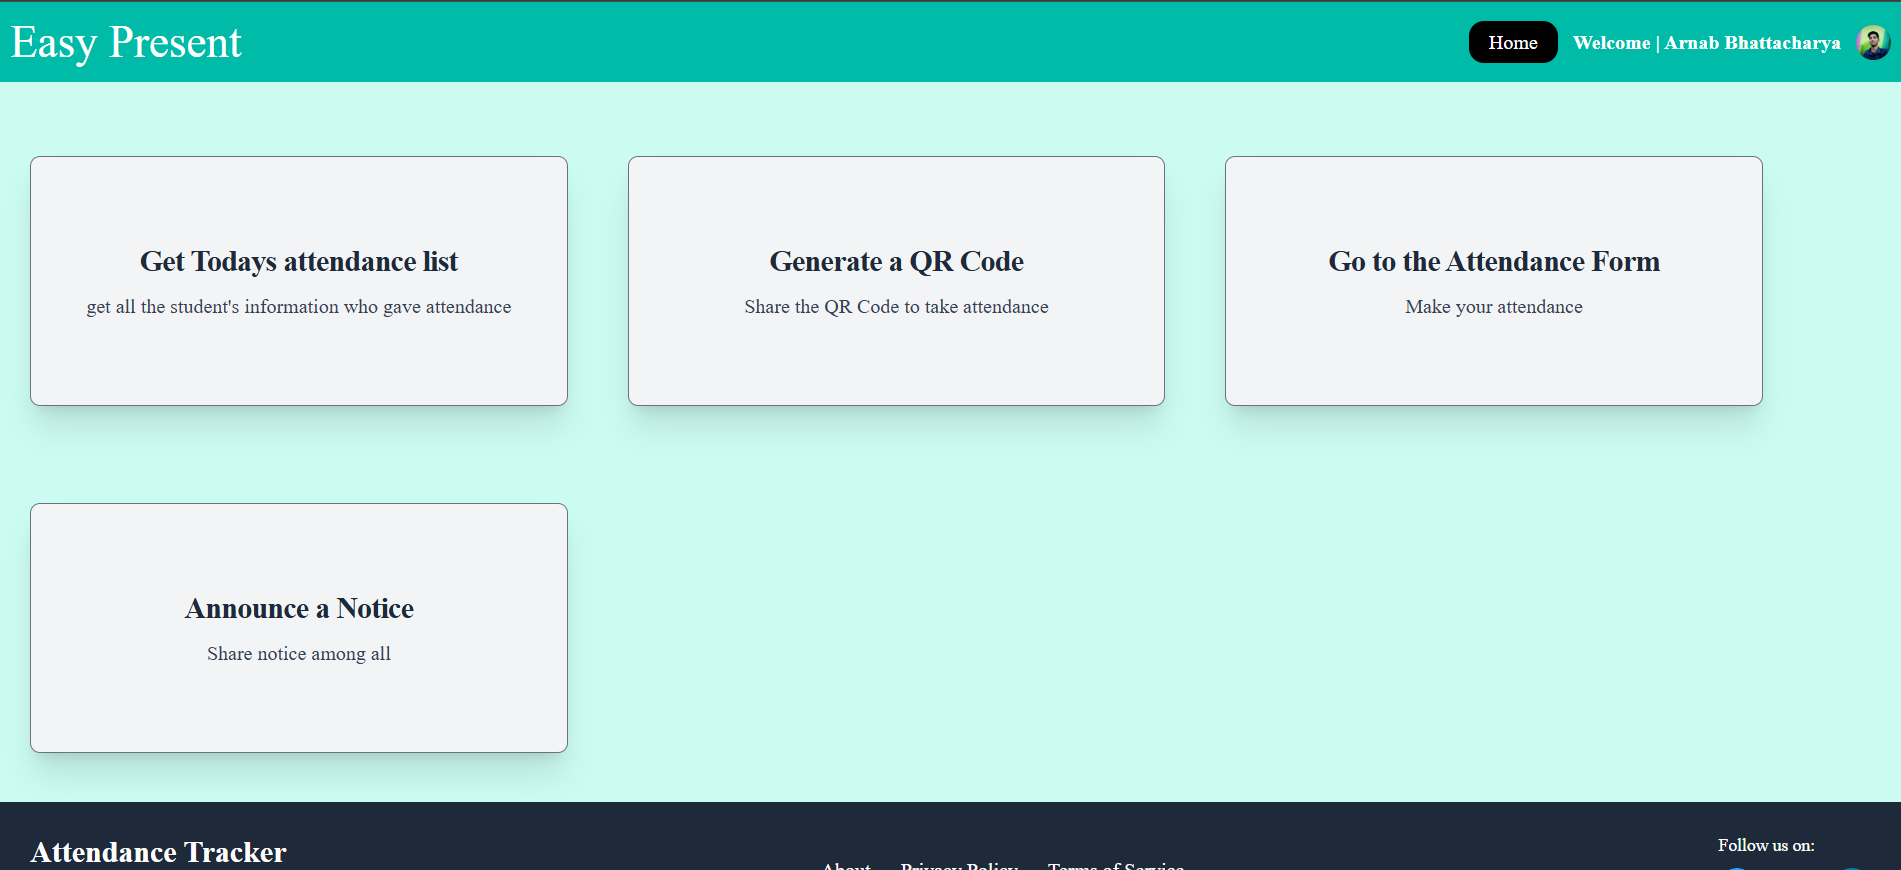 Easy Present
Home
Welcome | Arnab Bhattacharya
Get Todays attendance list
get all the student's information who gave attendance
Generate a QR Code
Share the QR Code to take attendance
Go to the Attendance Form
Make your attendance
Announce a Notice
Share notice among all
Attendance Tracker
About
Privacy Policy
Terms of Service
Follow us on: